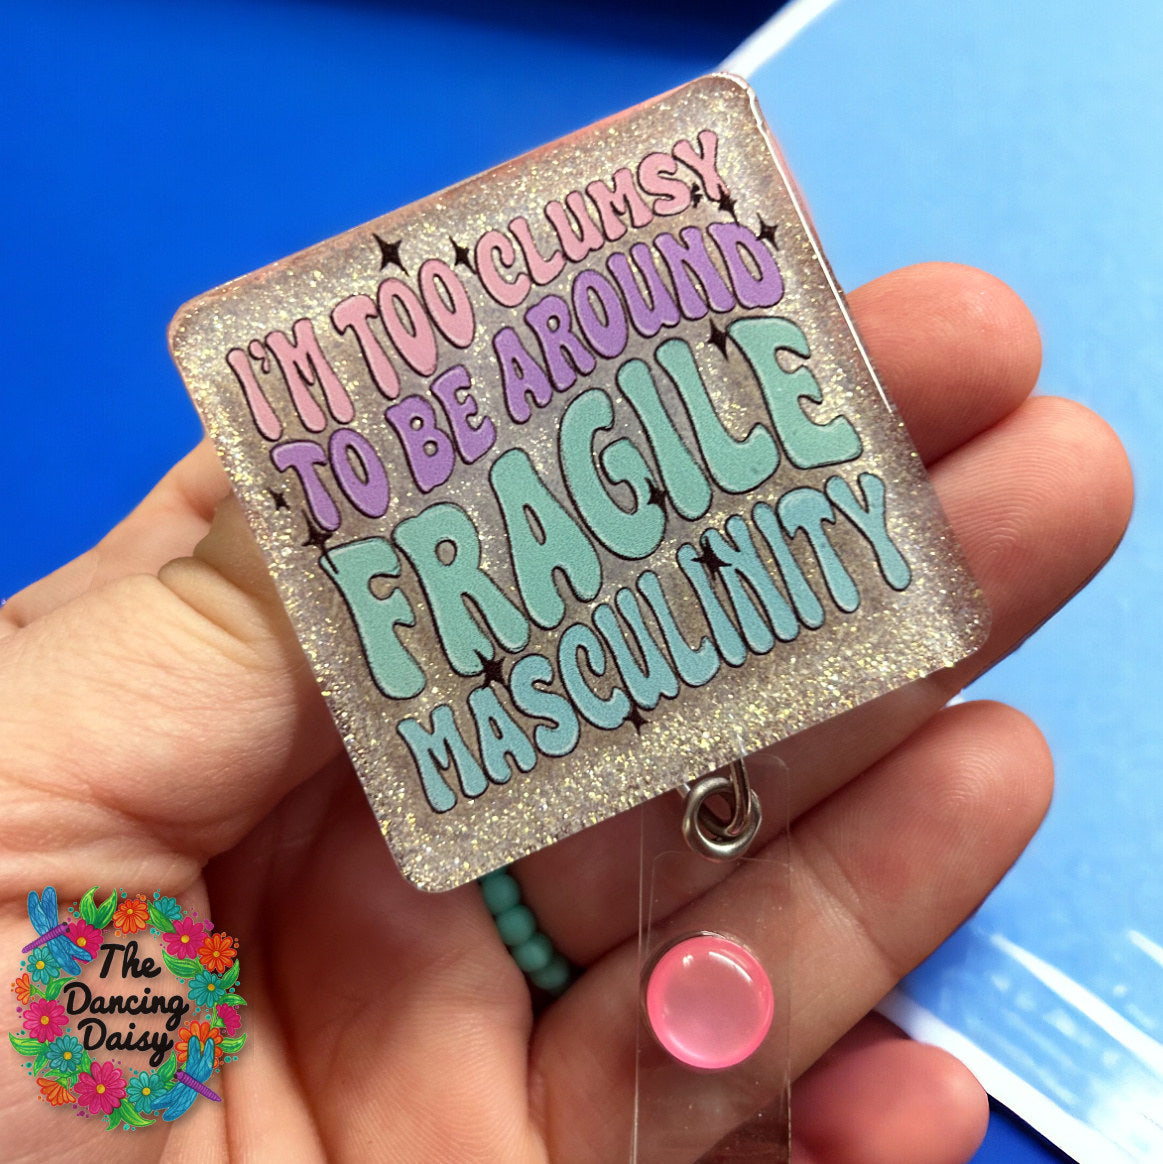 I'M TOO CLUMSY
TO BE AROUND
FRAGILE
MASCULINITY
The
Dancing
Daisy